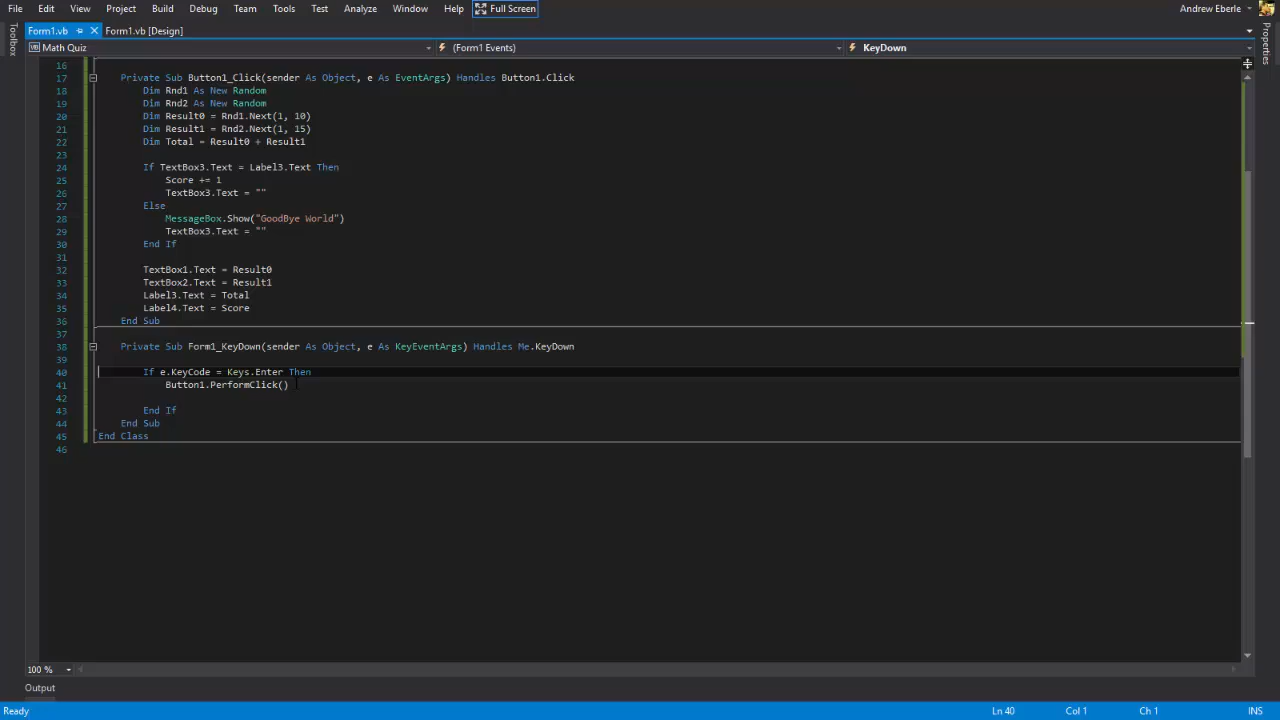 File Edit View Project Build Debug Team Tools Test Analyze Window Help Full Screen Andrew Eberle
Toolbox
Form1.vb Form1.vb [Design]
Properties
VB Math Quiz (Form1 Events) KeyDown
16
17 Private Sub Button1_Click(sender As Object, e As EventArgs) Handles Button1.Click
18 Dim Rnd1 As New Random
19 Dim Rnd2 As New Random
20 Dim Result0 = Rnd1.Next(1, 10)
21 Dim Result1 = Rnd2.Next(1, 15)
22 Dim Total = Result0 + Result1
23
24 If TextBox3.Text = Label3.Text Then
25 Score += 1
26 TextBox3.Text = ""
27 Else
28 MessageBox.Show("GoodBye World")
29 TextBox3.Text = ""
30 End If
31
32 TextBox1.Text = Result0
33 TextBox2.Text = Result1
34 Label3.Text = Total
35 Label4.Text = Score
36 End Sub
37
38 Private Sub Form1_KeyDown(sender As Object, e As KeyEventArgs) Handles Me.KeyDown
39
40 If e.KeyCode = Keys.Enter Then
41 Button1.PerformClick()
42
43 End If
44 End Sub
45 End Class
46
100 %
Output
Ready Ln 40 Col 1 Ch 1 INS